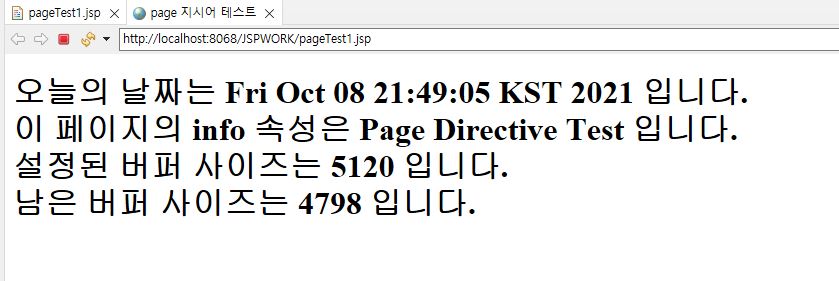 pageTest1.jsp page 지시어 테스트
http://localhost:8068/JSPWORK/pageTest1.jsp
오늘의 날짜는 Fri Oct 08 21:49:05 KST 2021 입니다.
이 페이지의 info 속성은 Page Directive Test 입니다.
설정된 버퍼 사이즈는 5120 입니다.
남은 버퍼 사이즈는 4798 입니다.